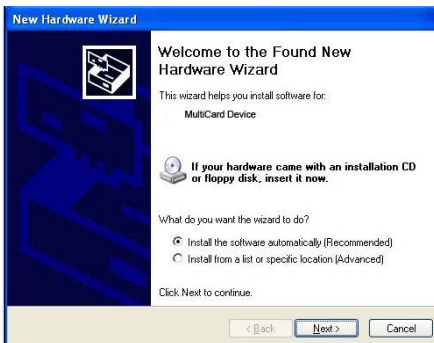 New Hardware Wizard
Welcome to the Found New
Hardware Wizard
This wizard helps you install software for:
MultiCard Device
If your hardware came with an installation CD
or floppy disk, insert it now.
What do you want the wizard to do?
Install the software automatically (Recommended)
Install from a list or specific location (Advanced)
Click Next to continue.
< Back Next > Cancel